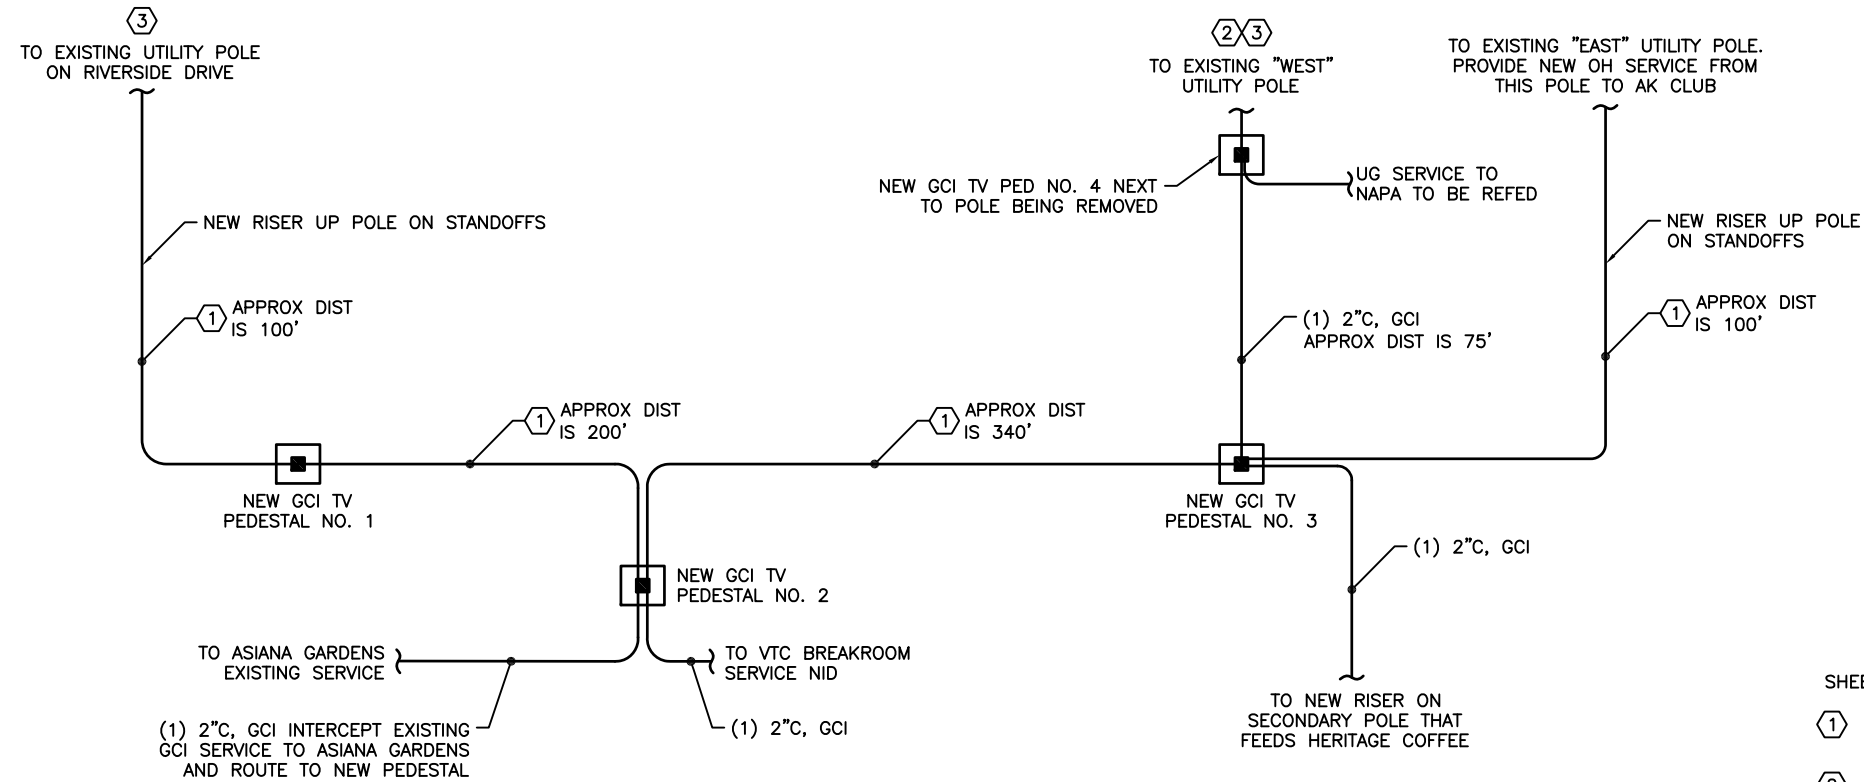 3
TO EXISTING UTILITY POLE
ON RIVERSIDE DRIVE
2 3
TO EXISTING "WEST"
UTILITY POLE
TO EXISTING "EAST" UTILITY POLE.
PROVIDE NEW OH SERVICE FROM
THIS POLE TO AK CLUB
NEW GCI TV PED NO. 4 NEXT
TO POLE BEING REMOVED
UG SERVICE TO
NAPA TO BE REFED
NEW RISER UP POLE ON STANDOFFS
NEW RISER UP POLE
ON STANDOFFS
1 APPROX DIST
IS 100'
(1) 2"C, GCI
APPROX DIST IS 75'
1 APPROX DIST
IS 100'
1 APPROX DIST
IS 200'
1 APPROX DIST
IS 340'
NEW GCI TV
PEDESTAL NO. 1
NEW GCI TV
PEDESTAL NO. 3
NEW GCI TV
PEDESTAL NO. 2
(1) 2"C, GCI
TO ASIANA GARDENS
EXISTING SERVICE
TO VTC BREAKROOM
SERVICE NID
(1) 2"C, GCI INTERCEPT EXISTING
GCI SERVICE TO ASIANA GARDENS
AND ROUTE TO NEW PEDESTAL
(1) 2"C, GCI
TO NEW RISER ON
SECONDARY POLE THAT
FEEDS HERITAGE COFFEE
1